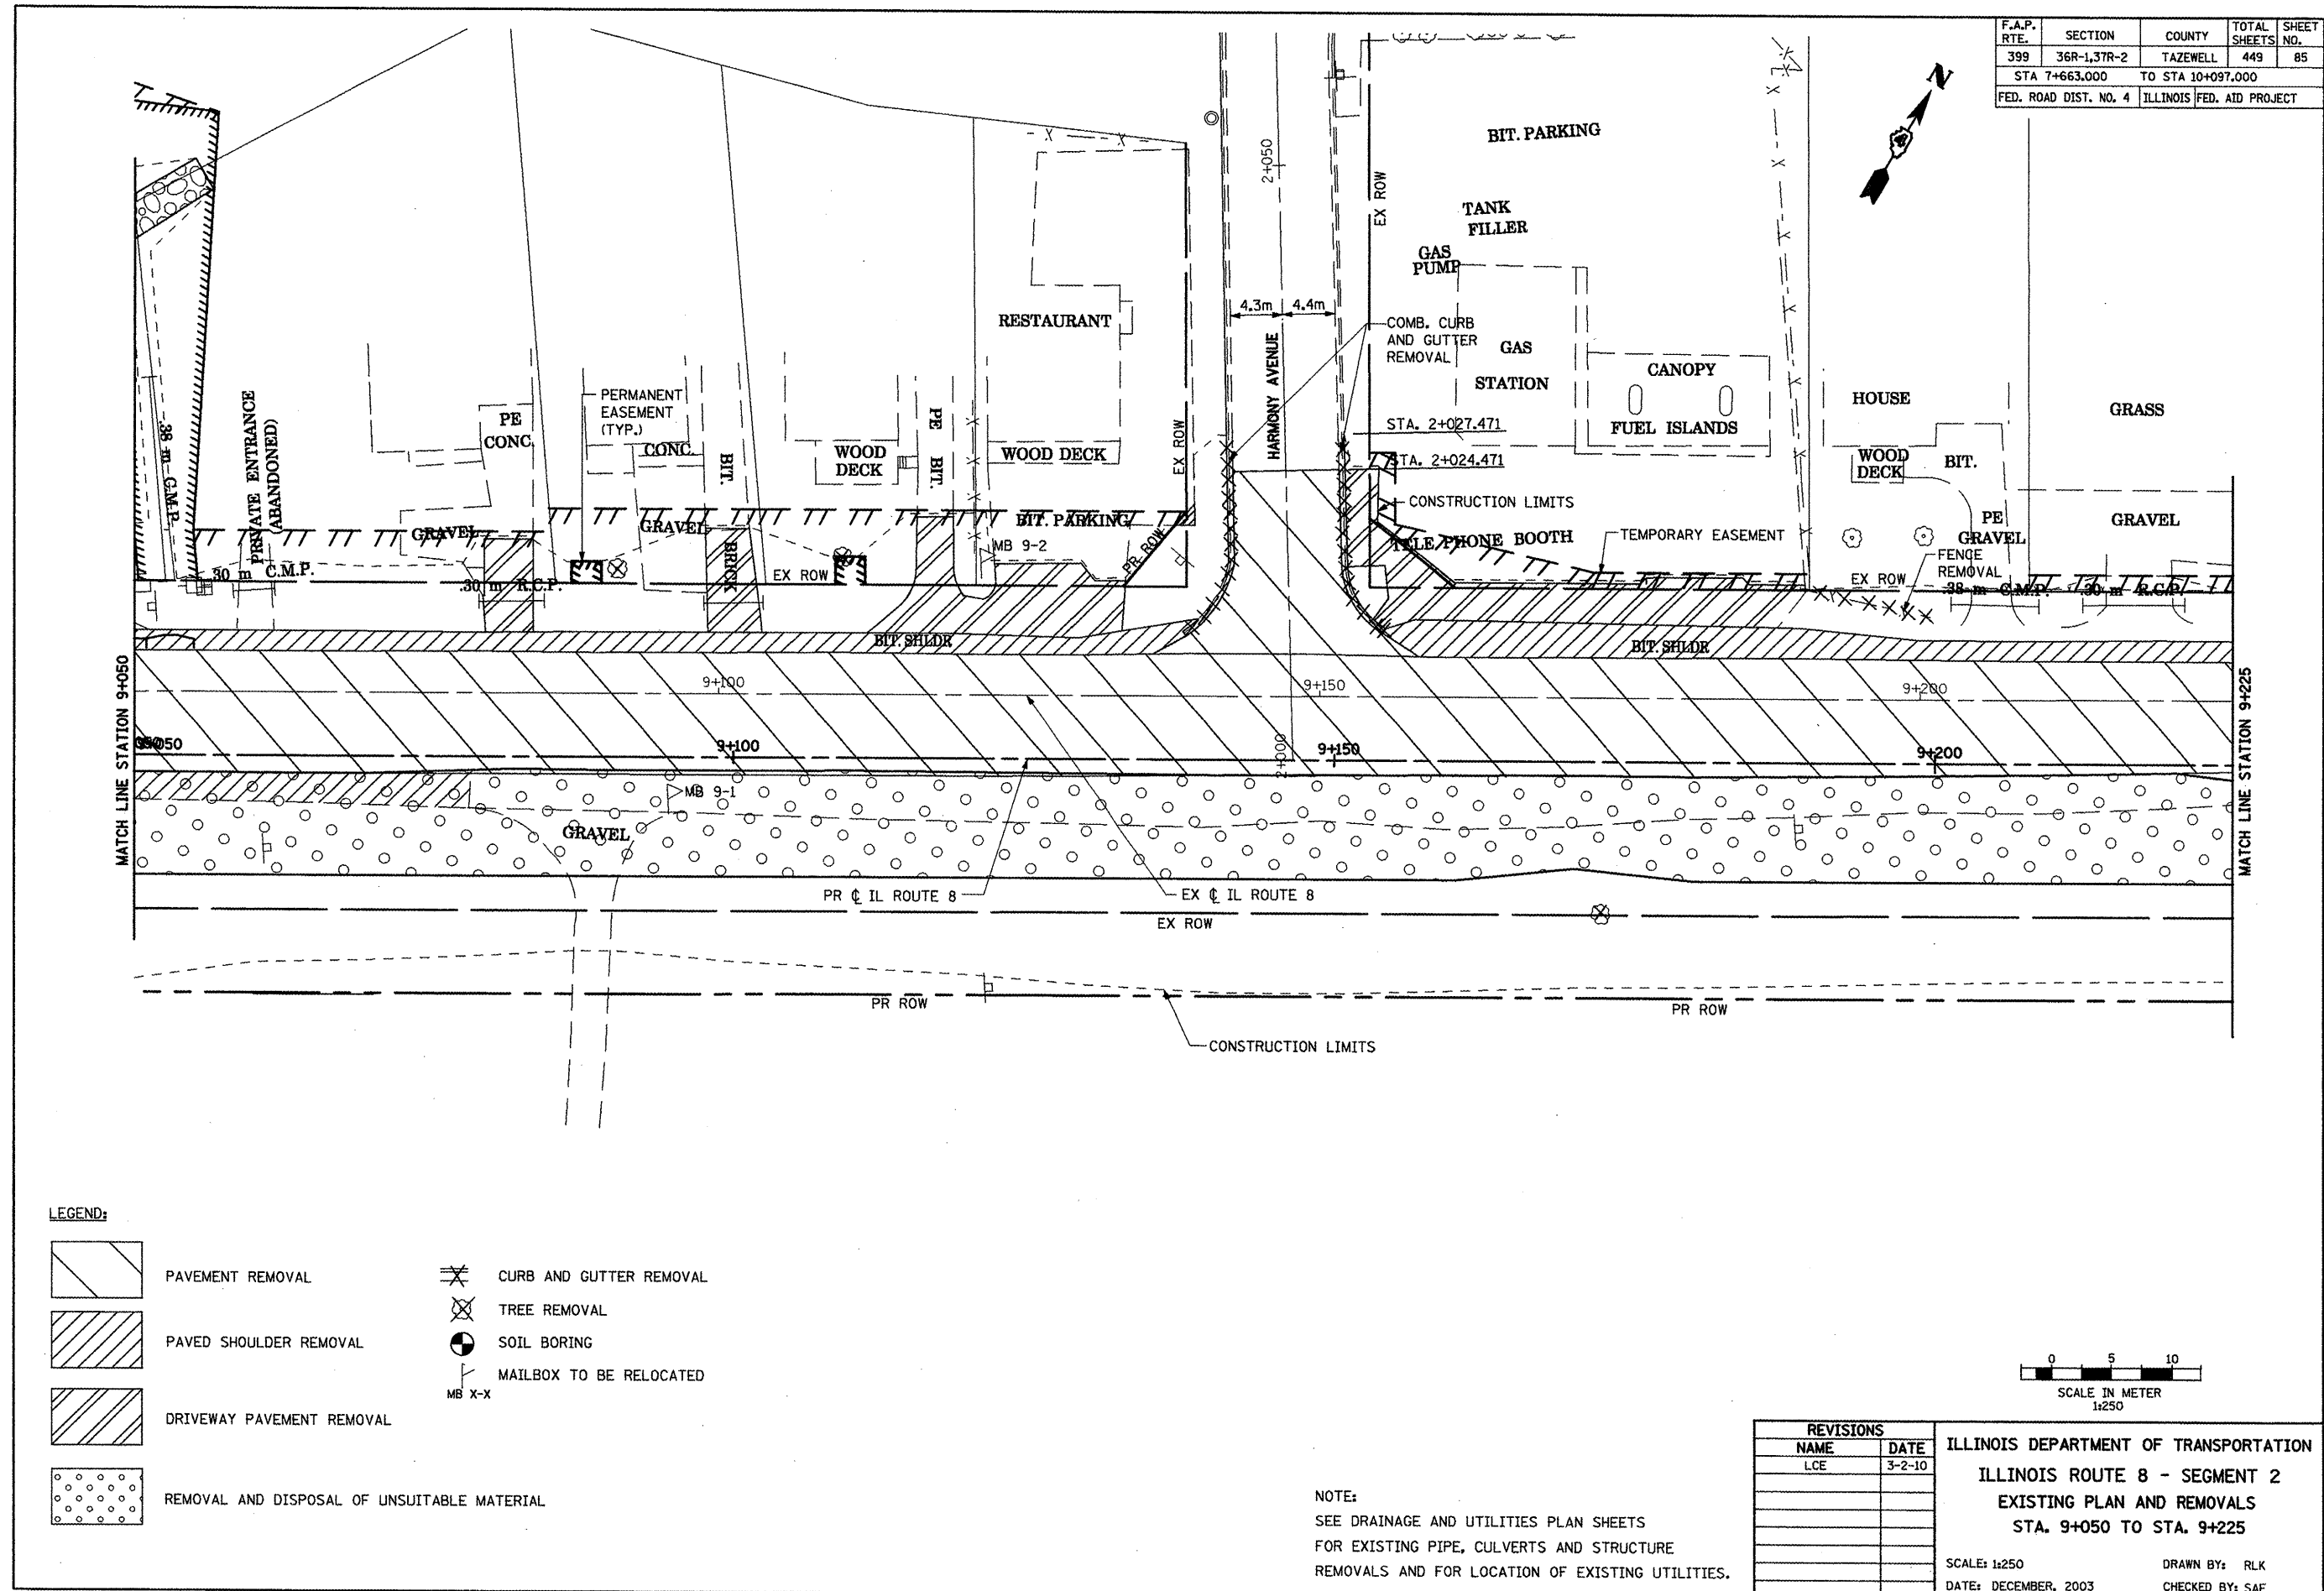 F.A.P. RTE. SECTION COUNTY TOTAL SHEETS SHEET NO.
399 36R-1,37R-2 TAZEWELL 449 85
STA 7+663.000 TO STA 10+097.000
FED. ROAD DIST. NO. 4 ILLINOIS FED. AID PROJECT
N
BIT. PARKING
TANK
FILLER
GAS
PUMP
EX ROW
2+050
4.3m 4.4m
HARMONY AVENUE
COMB. CURB
AND GUTTER
REMOVAL
GAS
STATION
CANOPY
FUEL ISLANDS
HOUSE
GRASS
RESTAURANT
PERMANENT
EASEMENT
(TYP.)
PE
CONC.
CONC.
BIT.
WOOD
DECK
PE
BIT.
WOOD DECK
EX ROW
STA. 2+027.471
STA. 2+024.471
WOOD
DECK
BIT.
.38 m C.M.P.
PRIVATE ENTRANCE
(ABANDONED)
GRAVEL
GRAVEL
BIT. PARKING
CONSTRUCTION LIMITS
TELEPHONE BOOTH
TEMPORARY EASEMENT
PE
GRAVEL
GRAVEL
FENCE
REMOVAL
MB 9-2
PR ROW
.30 m C.M.P.
.30 m R.C.P.
BRICK
EX ROW
EX ROW
.38 m C.M.P.
.30 m R.C.P.
BIT. SHLDR
BIT. SHLDR
MATCH LINE STATION 9+050
9+100
9+150
9+200
MATCH LINE STATION 9+225
9+050
9+100
2+000
9+150
9+200
MB 9-1
GRAVEL
PR ℄ IL ROUTE 8
EX ℄ IL ROUTE 8
EX ROW
PR ROW
PR ROW
CONSTRUCTION LIMITS
LEGEND:
PAVEMENT REMOVAL
PAVED SHOULDER REMOVAL
DRIVEWAY PAVEMENT REMOVAL
REMOVAL AND DISPOSAL OF UNSUITABLE MATERIAL
CURB AND GUTTER REMOVAL
TREE REMOVAL
SOIL BORING
MAILBOX TO BE RELOCATED
MB X-X
0 5 10
SCALE IN METER
1:250
NOTE:
SEE DRAINAGE AND UTILITIES PLAN SHEETS
FOR EXISTING PIPE, CULVERTS AND STRUCTURE
REMOVALS AND FOR LOCATION OF EXISTING UTILITIES.
REVISIONS
NAME DATE
LCE 3-2-10
ILLINOIS DEPARTMENT OF TRANSPORTATION
ILLINOIS ROUTE 8 - SEGMENT 2
EXISTING PLAN AND REMOVALS
STA. 9+050 TO STA. 9+225
SCALE: 1:250 DRAWN BY: RLK
DATE: DECEMBER, 2003 CHECKED BY: SAF